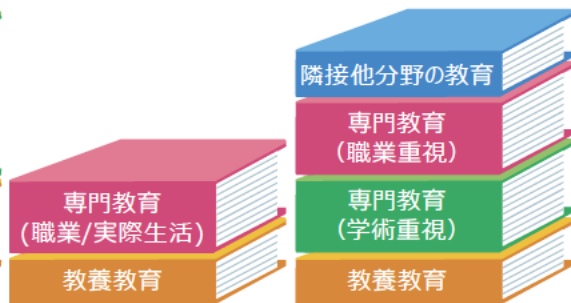 専門教育
(職業/実際生活)
教養教育
隣接他分野の教育
専門教育
（職業重視）
専門教育
（学術重視）
教養教育